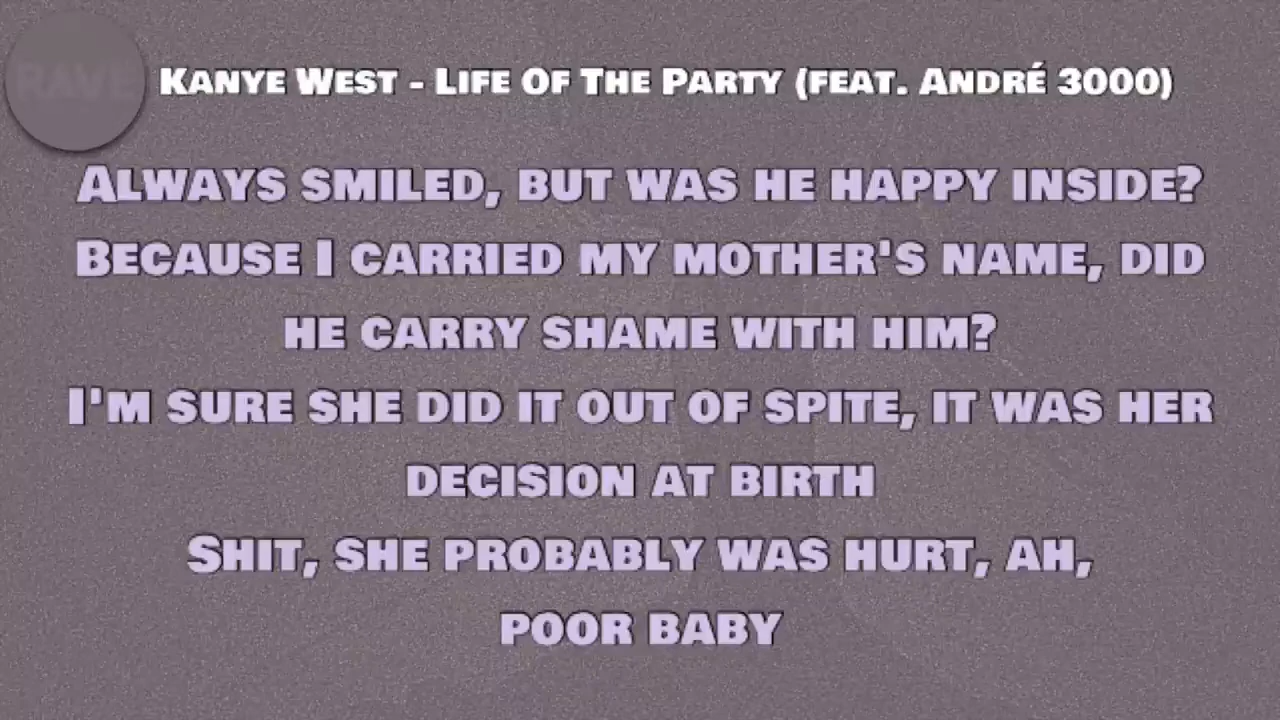 RAVE
Kanye West - Life Of The Party (feat. André 3000)
Always smiled, but was he happy inside?
Because I carried my mother's name, did
he carry shame with him?
I'm sure she did it out of spite, it was her
decision at birth
Shit, she probably was hurt, ah,
poor baby